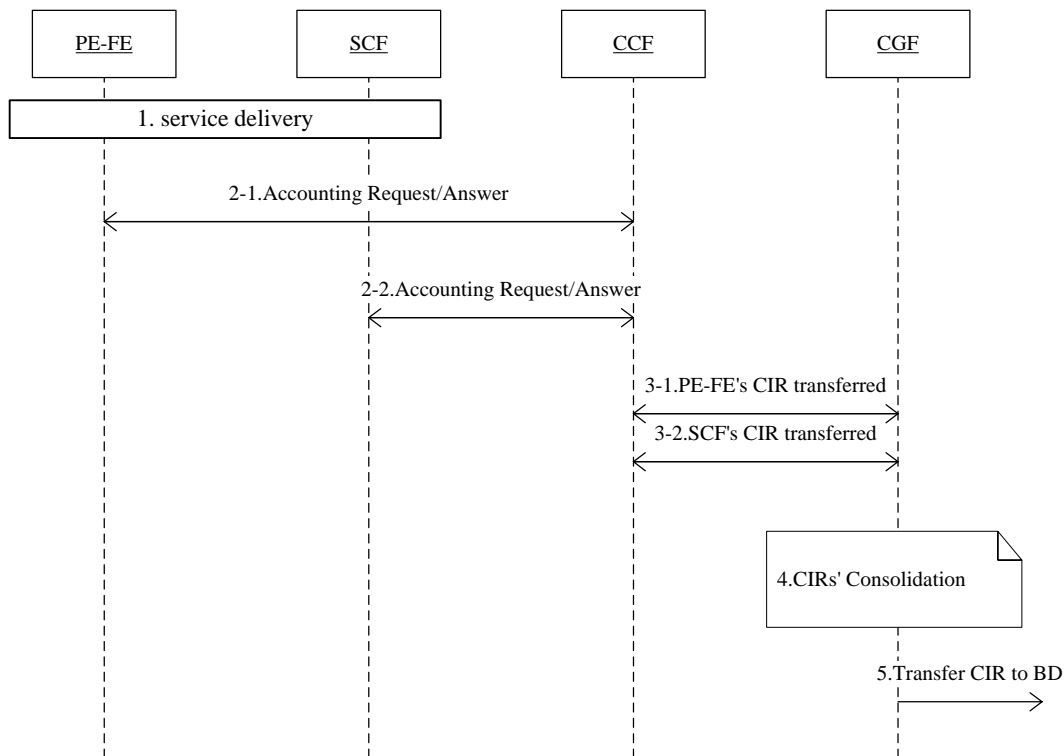 PE-FE
SCF
CCF
CGF
1. service delivery
2-1.Accounting Request/Answer
2-2.Accounting Request/Answer
3-1.PE-FE's CIR transferred
3-2.SCF's CIR transferred
4.CIRs' Consolidation
5.Transfer CIR to BD